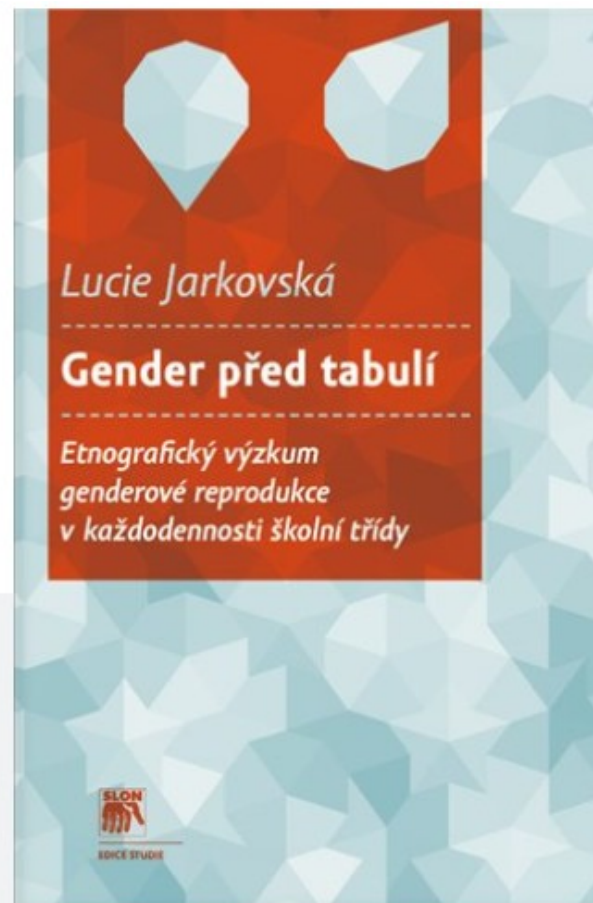 Lucie Jarkovská
Gender před tabulí
Etnografický výzkum
genderové reprodukce
v každodennosti školní třídy
SLON
EDICE STUDIE